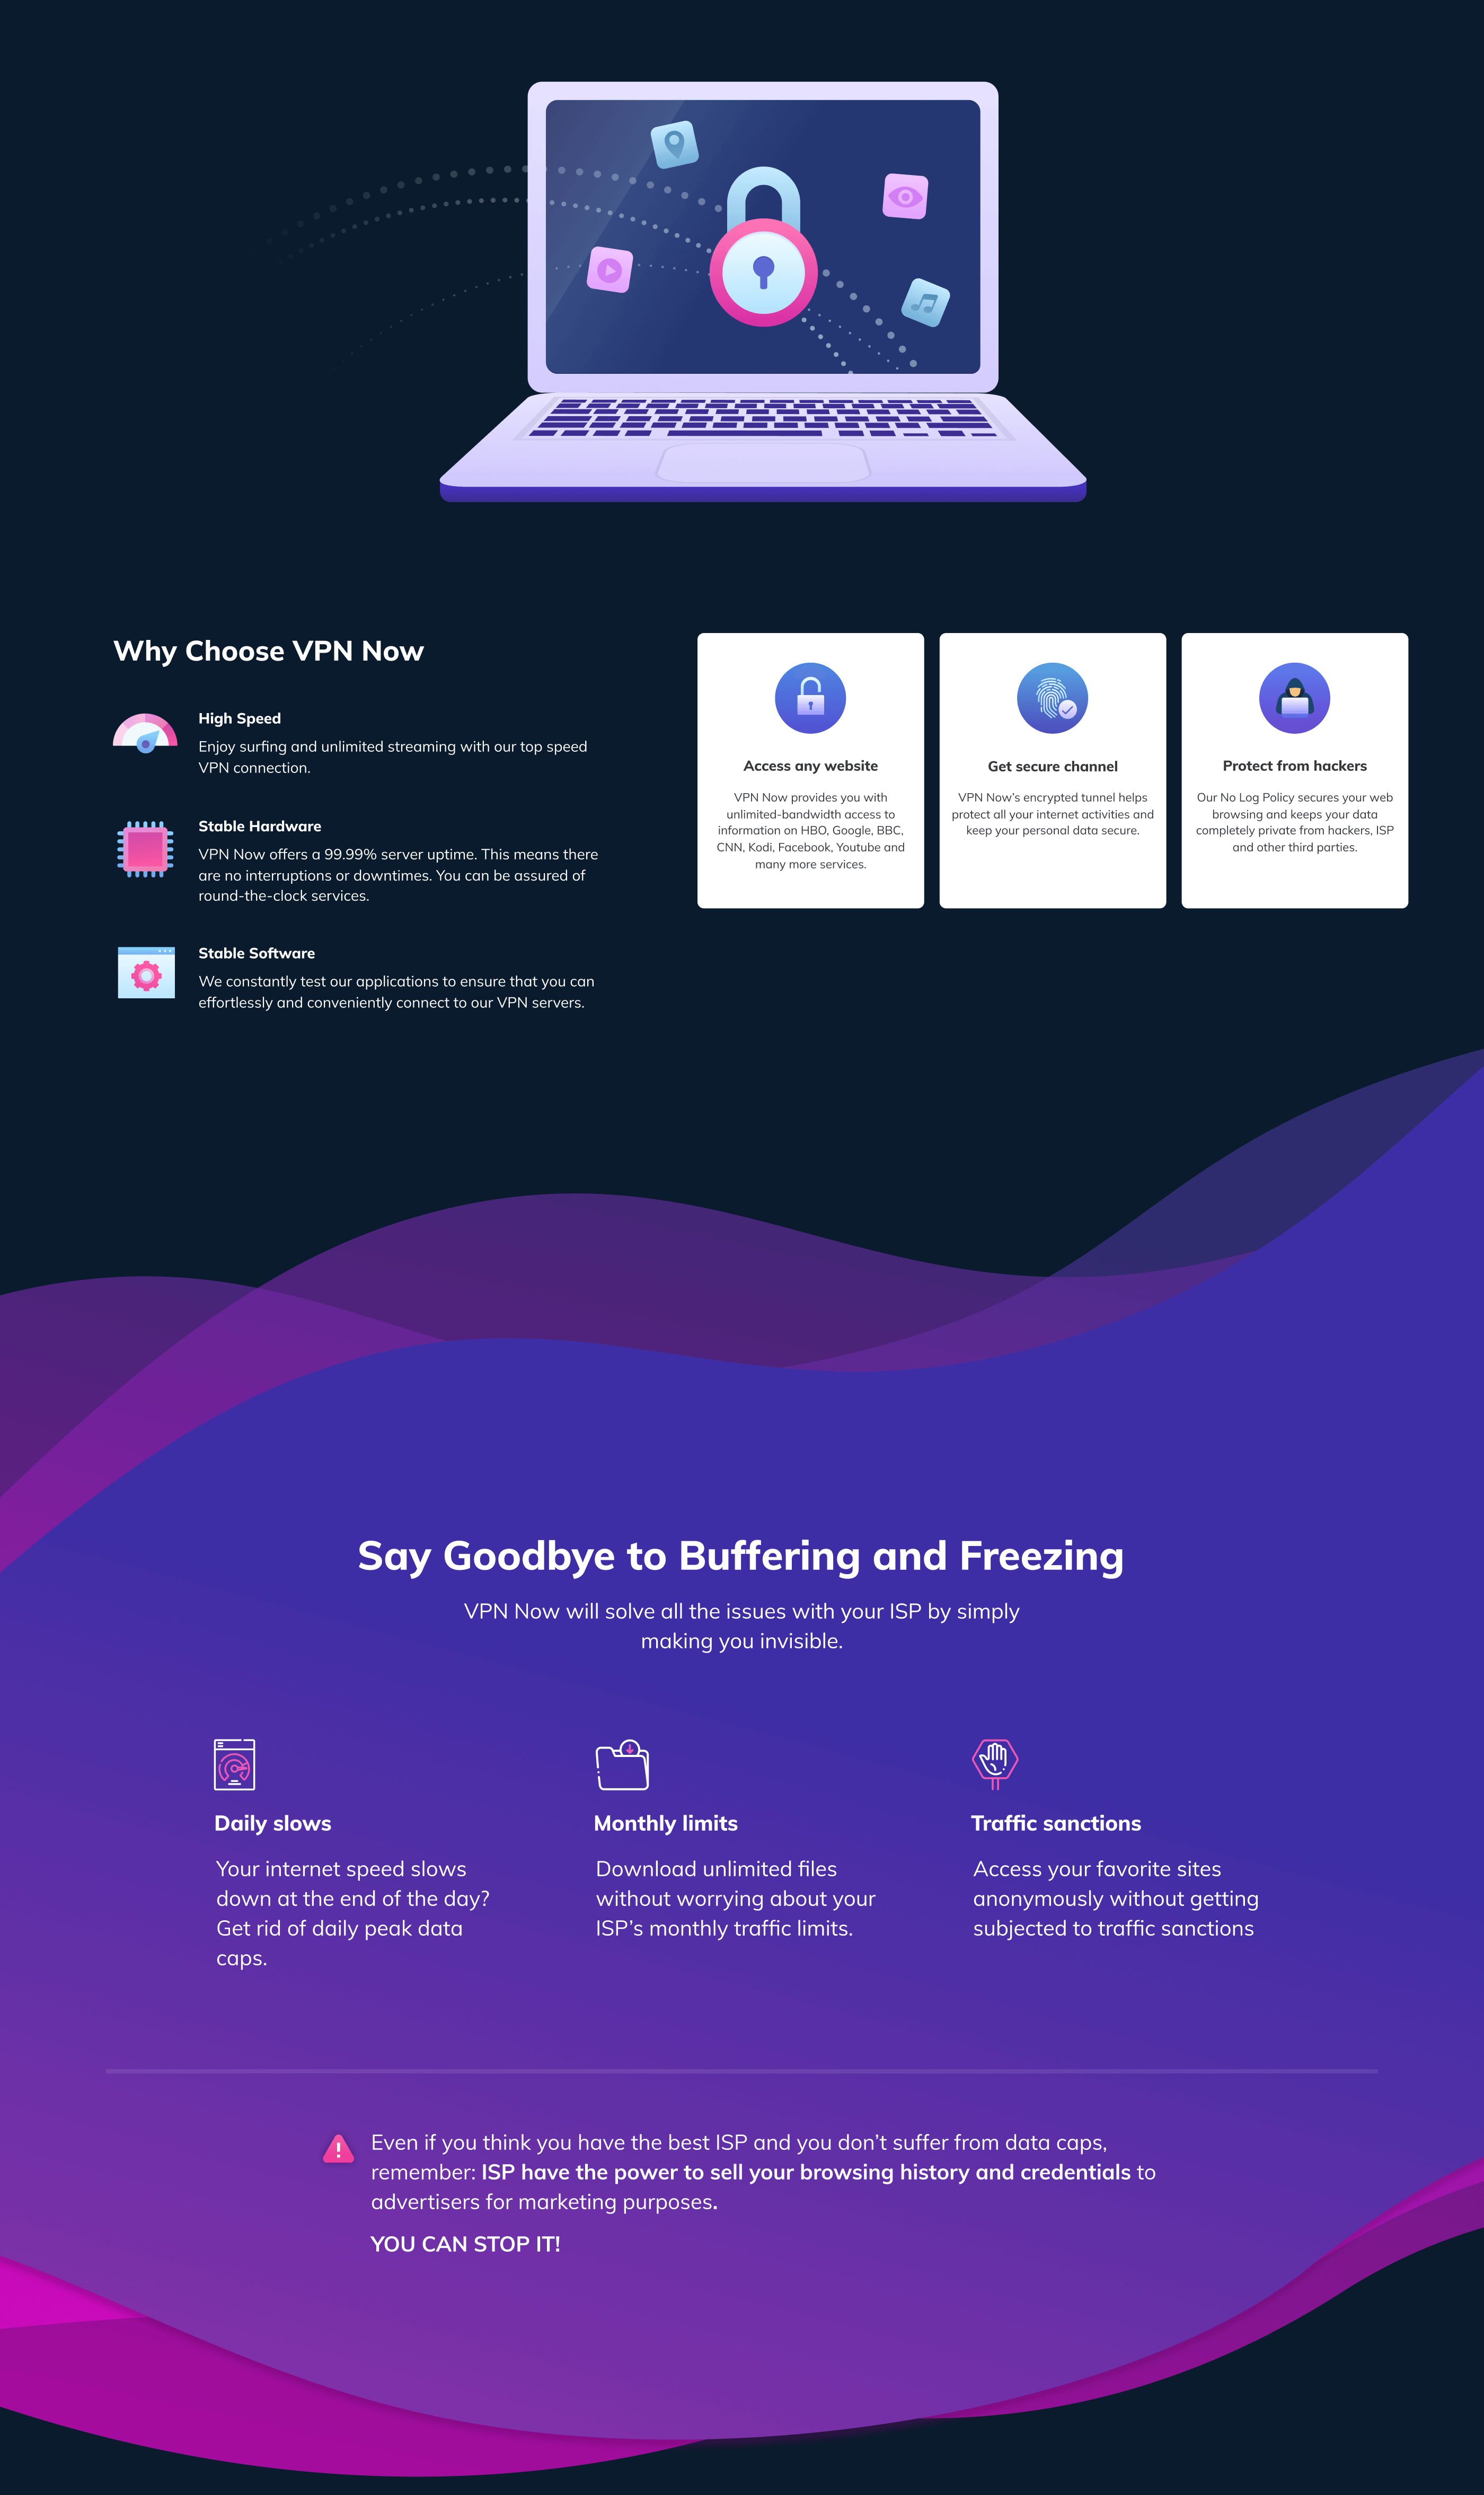 Why Choose VPN Now
High Speed
Enjoy surfing and unlimited streaming with our top speed
VPN connection.
Stable Hardware
VPN Now offers a 99.99% server uptime. This means there
are no interruptions or downtimes. You can be assured of
round-the-clock services.
Stable Software
We constantly test our applications to ensure that you can
effortlessly and conveniently connect to our VPN servers.
Access any website
VPN Now provides you with
unlimited-bandwidth access to
information on HBO, Google, BBC,
CNN, Kodi, Facebook, Youtube and
many more services.
Get secure channel
VPN Now’s encrypted tunnel helps
protect all your internet activities and
keep your personal data secure.
Protect from hackers
Our No Log Policy secures your web
browsing and keeps your data
completely private from hackers, ISP
and other third parties.
Say Goodbye to Buffering and Freezing
VPN Now will solve all the issues with your ISP by simply
making you invisible.
Daily slows
Your internet speed slows
down at the end of the day?
Get rid of daily peak data
caps.
Monthly limits
Download unlimited files
without worrying about your
ISP’s monthly traffic limits.
Traffic sanctions
Access your favorite sites
anonymously without getting
subjected to traffic sanctions
Even if you think you have the best ISP and you don’t suffer from data caps,
remember: ISP have the power to sell your browsing history and credentials to
advertisers for marketing purposes.
YOU CAN STOP IT!